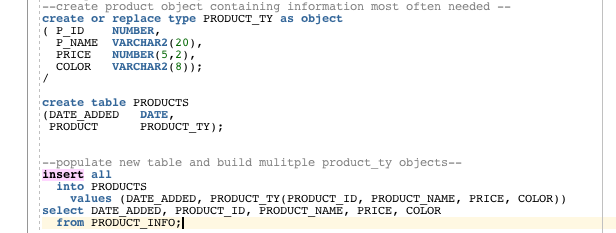 --create product object containing information most often needed --
create or replace type PRODUCT_TY as object
( P_ID NUMBER,
P_NAME VARCHAR2(20),
PRICE NUMBER(5,2),
COLOR VARCHAR2(8));
/
create table PRODUCTS
(DATE_ADDED DATE,
PRODUCT PRODUCT_TY);
--populate new table and build mulitple product_ty objects--
insert all
into PRODUCTS
values (DATE_ADDED, PRODUCT_TY(PRODUCT_ID, PRODUCT_NAME, PRICE, COLOR))
select DATE_ADDED, PRODUCT_ID, PRODUCT_NAME, PRICE, COLOR
from PRODUCT_INFO;